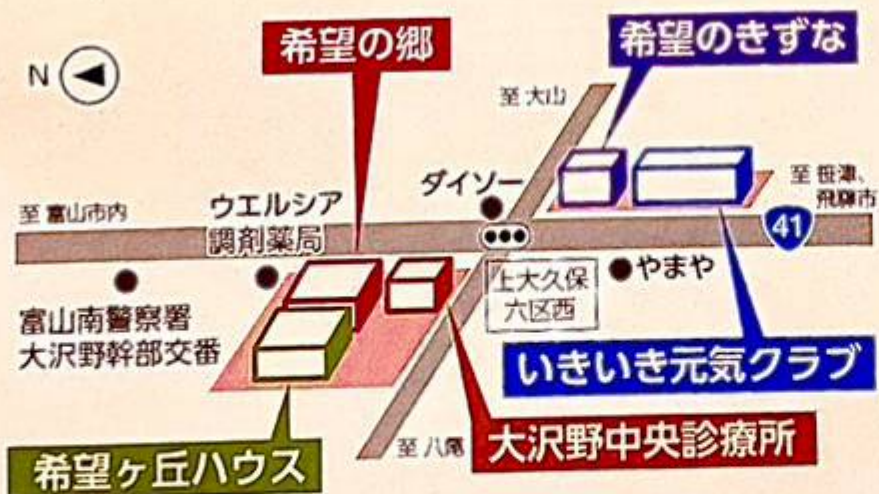 希望の郷
希望のきずな
N
至 大山
ダイソー
至 笹津、
飛騨市
至 富山市内
ウエルシア
調剤薬局
41
富山南警察署
大沢野幹部交番
上大久保
六区西
やまや
いきいき元気クラブ
希望ヶ丘ハウス
至 八尾
大沢野中央診療所